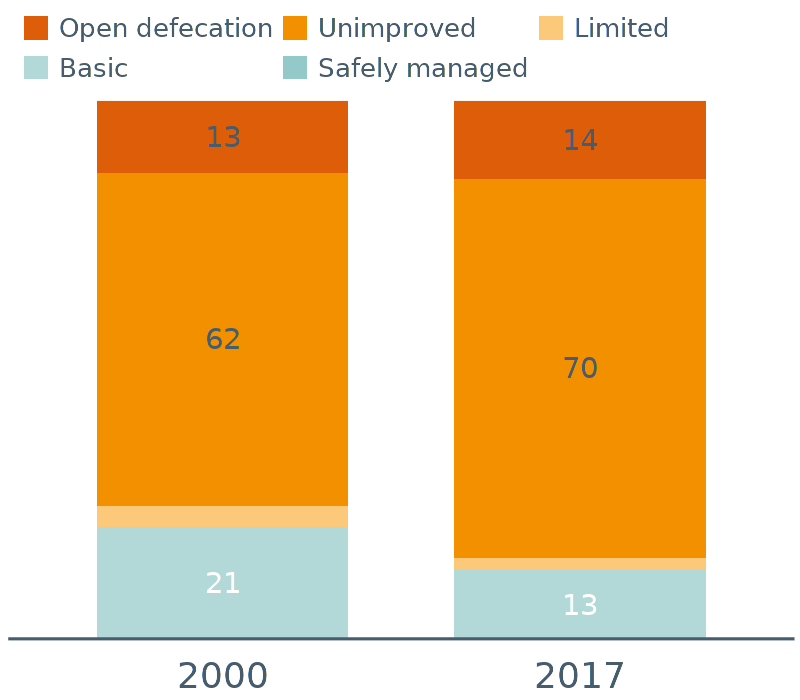 Open defecation Unimproved Limited
Basic Safely managed
13 14
62 70
21 13
2000 2017